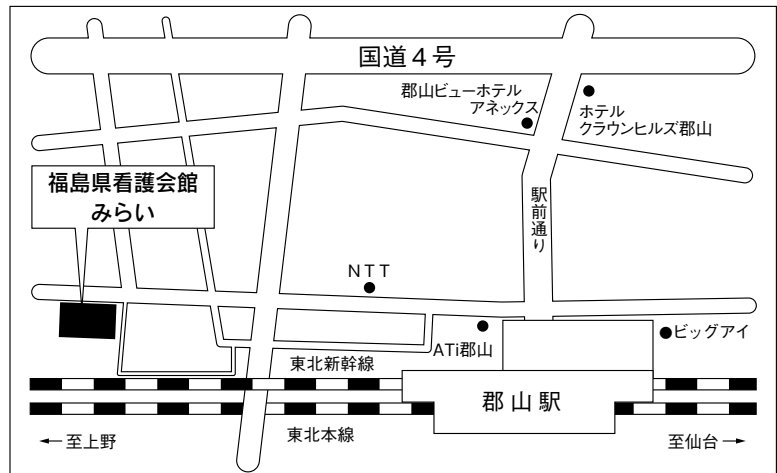 国道4号
郡山ビューホテル
アネックス
ホテル
クラウンヒルズ郡山
福島県看護会館
みらい
駅前通り
NTT
ATi郡山
ビッグアイ
東北新幹線
郡山駅
東北本線
←至上野
至仙台→